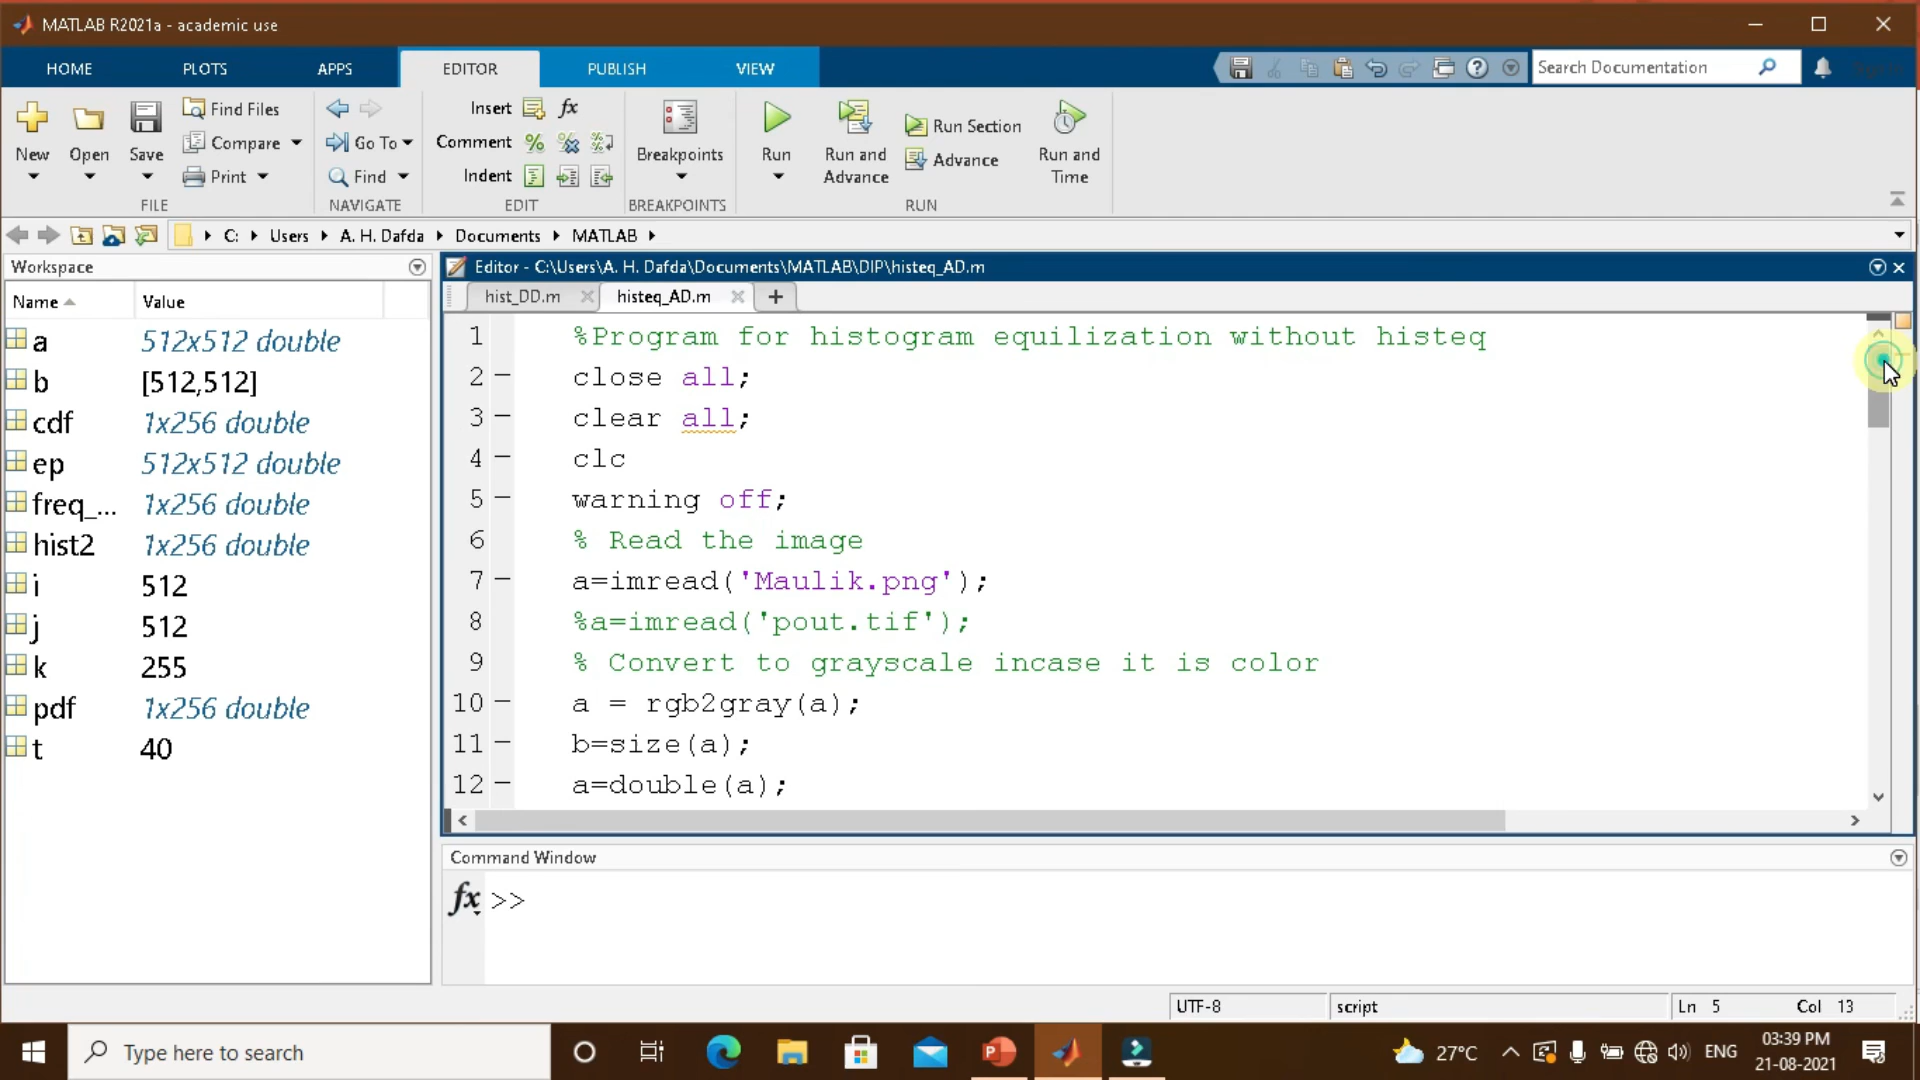 MATLAB R2021a - academic use
HOME PLOTS APPS EDITOR PUBLISH VIEW
Search Documentation
New Open Save Find Files Compare Print
FILE
Go To Find
NAVIGATE
Insert fx
Comment
Indent
EDIT
Breakpoints
BREAKPOINTS
Run Run and Advance Run Section Advance Run and Time
RUN
C: Users A. H. Dafda Documents MATLAB
Workspace
Name Value
a 512x512 double
b [512,512]
cdf 1x256 double
ep 512x512 double
freq_... 1x256 double
hist2 1x256 double
i 512
j 512
k 255
pdf 1x256 double
t 40
Editor - C:\Users\A. H. Dafda\Documents\MATLAB\DIP\histeq_AD.m
hist_DD.m histeq_AD.m
1 %Program for histogram equilization without histeq
2 close all;
3 clear all;
4 clc
5 warning off;
6 % Read the image
7 a=imread('Maulik.png');
8 %a=imread('pout.tif');
9 % Convert to grayscale incase it is color
10 a = rgb2gray(a);
11 b=size(a);
12 a=double(a);
Command Window
fx >>
UTF-8 script Ln 5 Col 13
Type here to search
27°C ENG 03:39 PM
21-08-2021